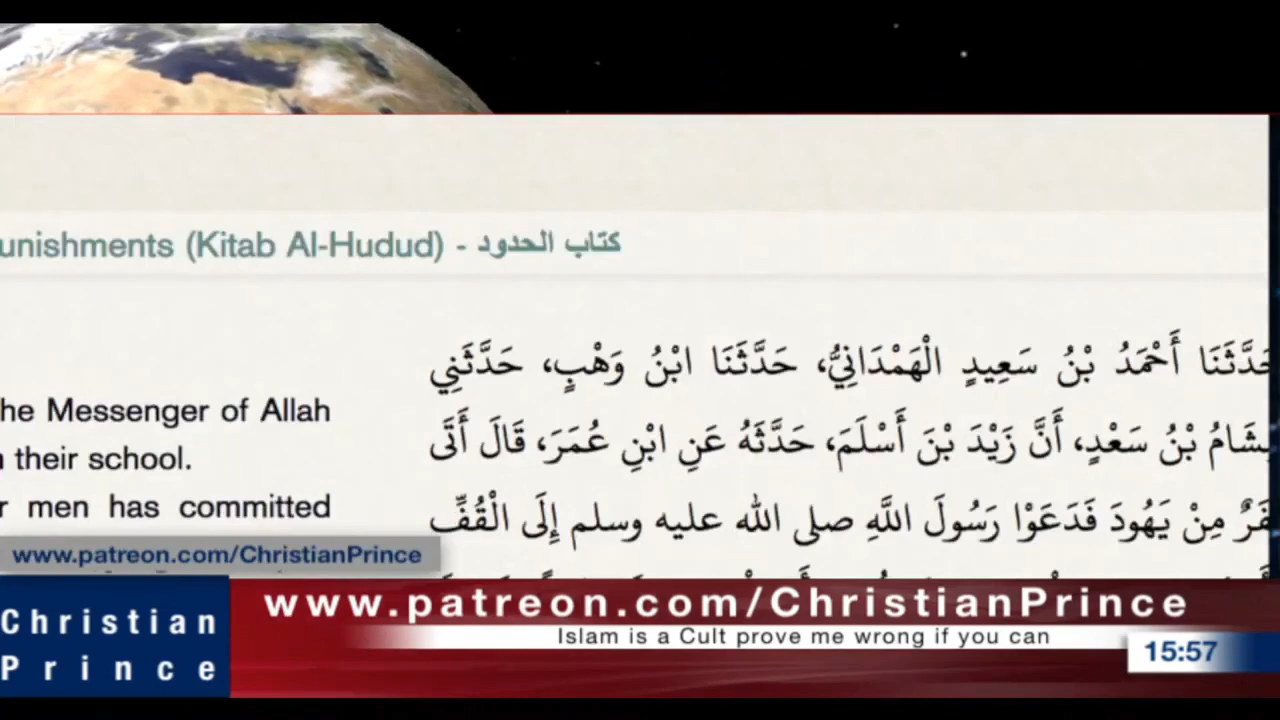 unishments (Kitab Al-Hudud) - كتاب الحدود
حَدَّثَنَا أَحْمَدُ بْنُ سَعِيدٍ الْهَمْدَانِيُّ، حَدَّثَنَا ابْنُ وَهْبٍ، حَدَّثَنِي
he Messenger of Allah
شَامُ بْنُ سَعْدٍ، أَنَّ زَيْدَ بْنَ أَسْلَمَ، حَدَّثَهُ عَنِ ابْنِ عُمَرَ، قَالَ أَتَى
their school.
r men has committed
فَرٌ مِنْ يَهُودَ فَدَعَوْا رَسُولَ اللَّهِ صلى الله عليه وسلم إِلَى الْقُفِّ
www.patreon.com/ChristianPrince
www.patreon.com/ChristianPrince
Islam is a Cult prove me wrong if you can
Christian
Prince
15:57